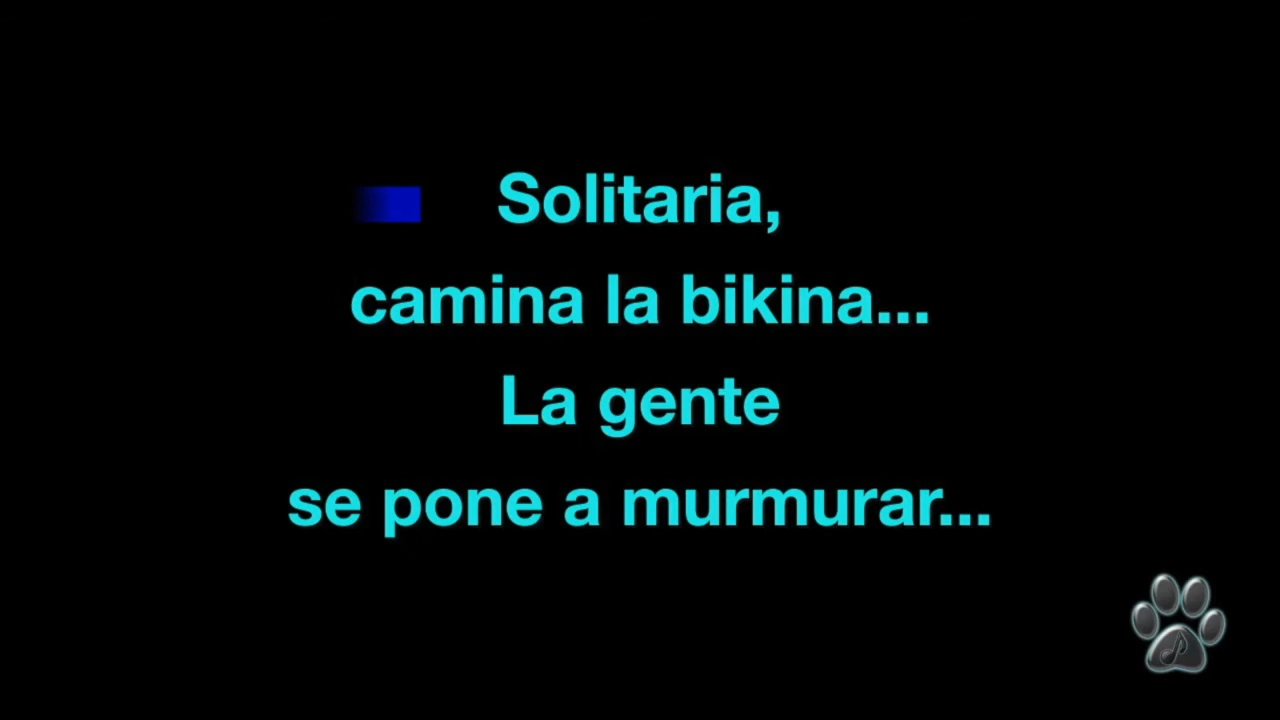 Solitaria,
camina la bikina...
La gente
se pone a murmurar...